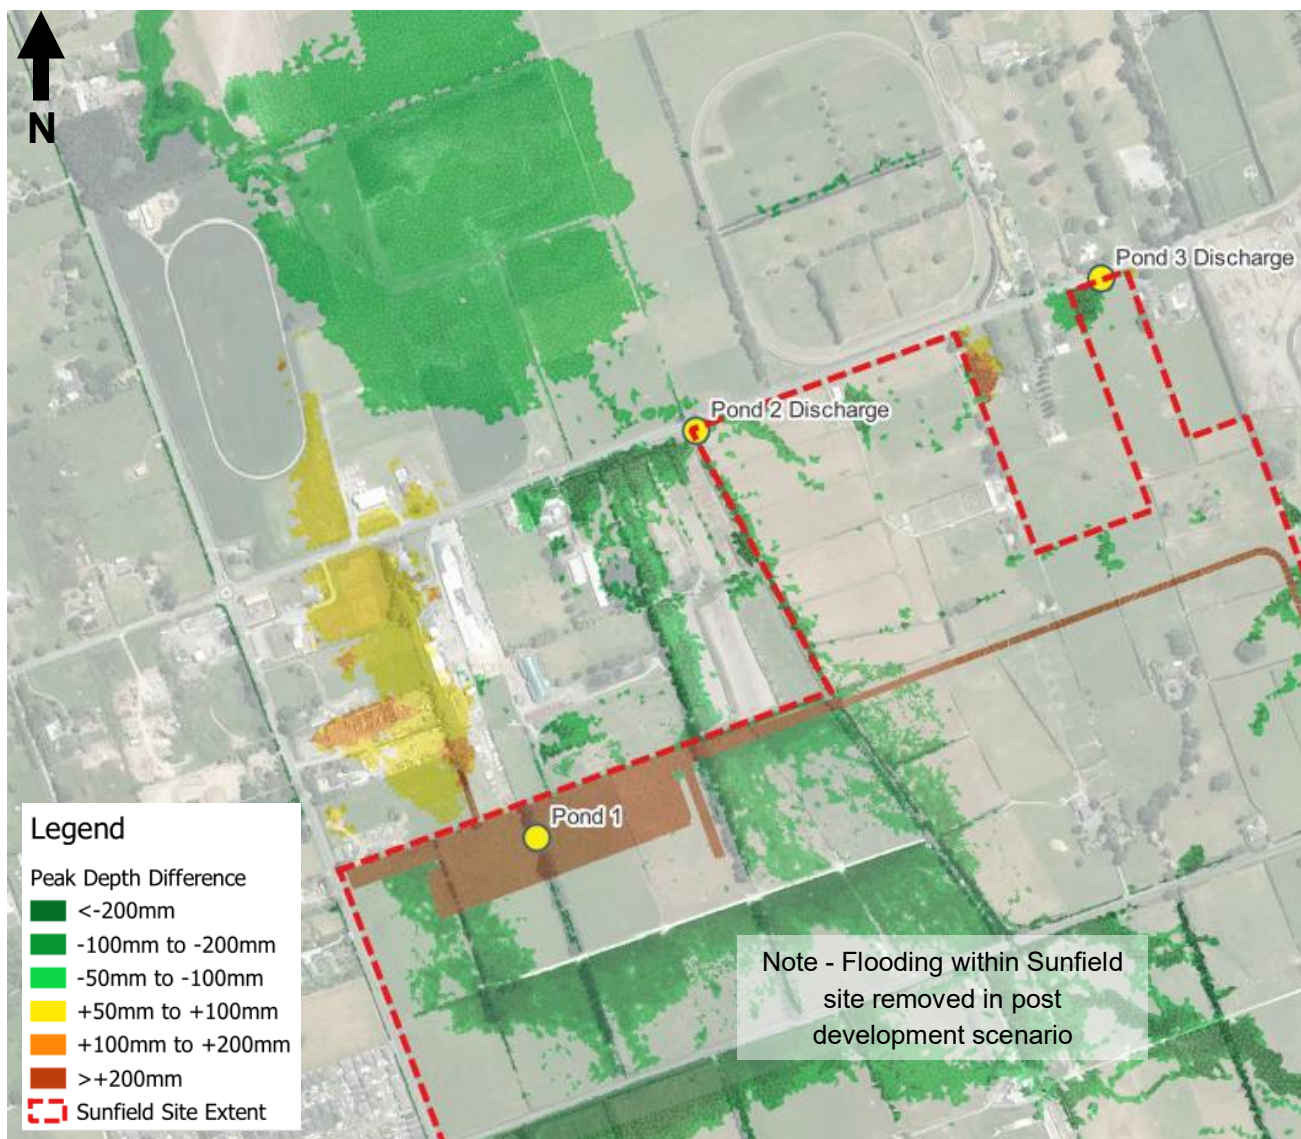 N
Pond 3 Discharge
Pond 2 Discharge
Pond 1
Legend
Peak Depth Difference
<-200mm
-100mm to -200mm
-50mm to -100mm
+50mm to +100mm
+100mm to +200mm
>+200mm
Sunfield Site Extent
Note - Flooding within Sunfield
site removed in post
development scenario